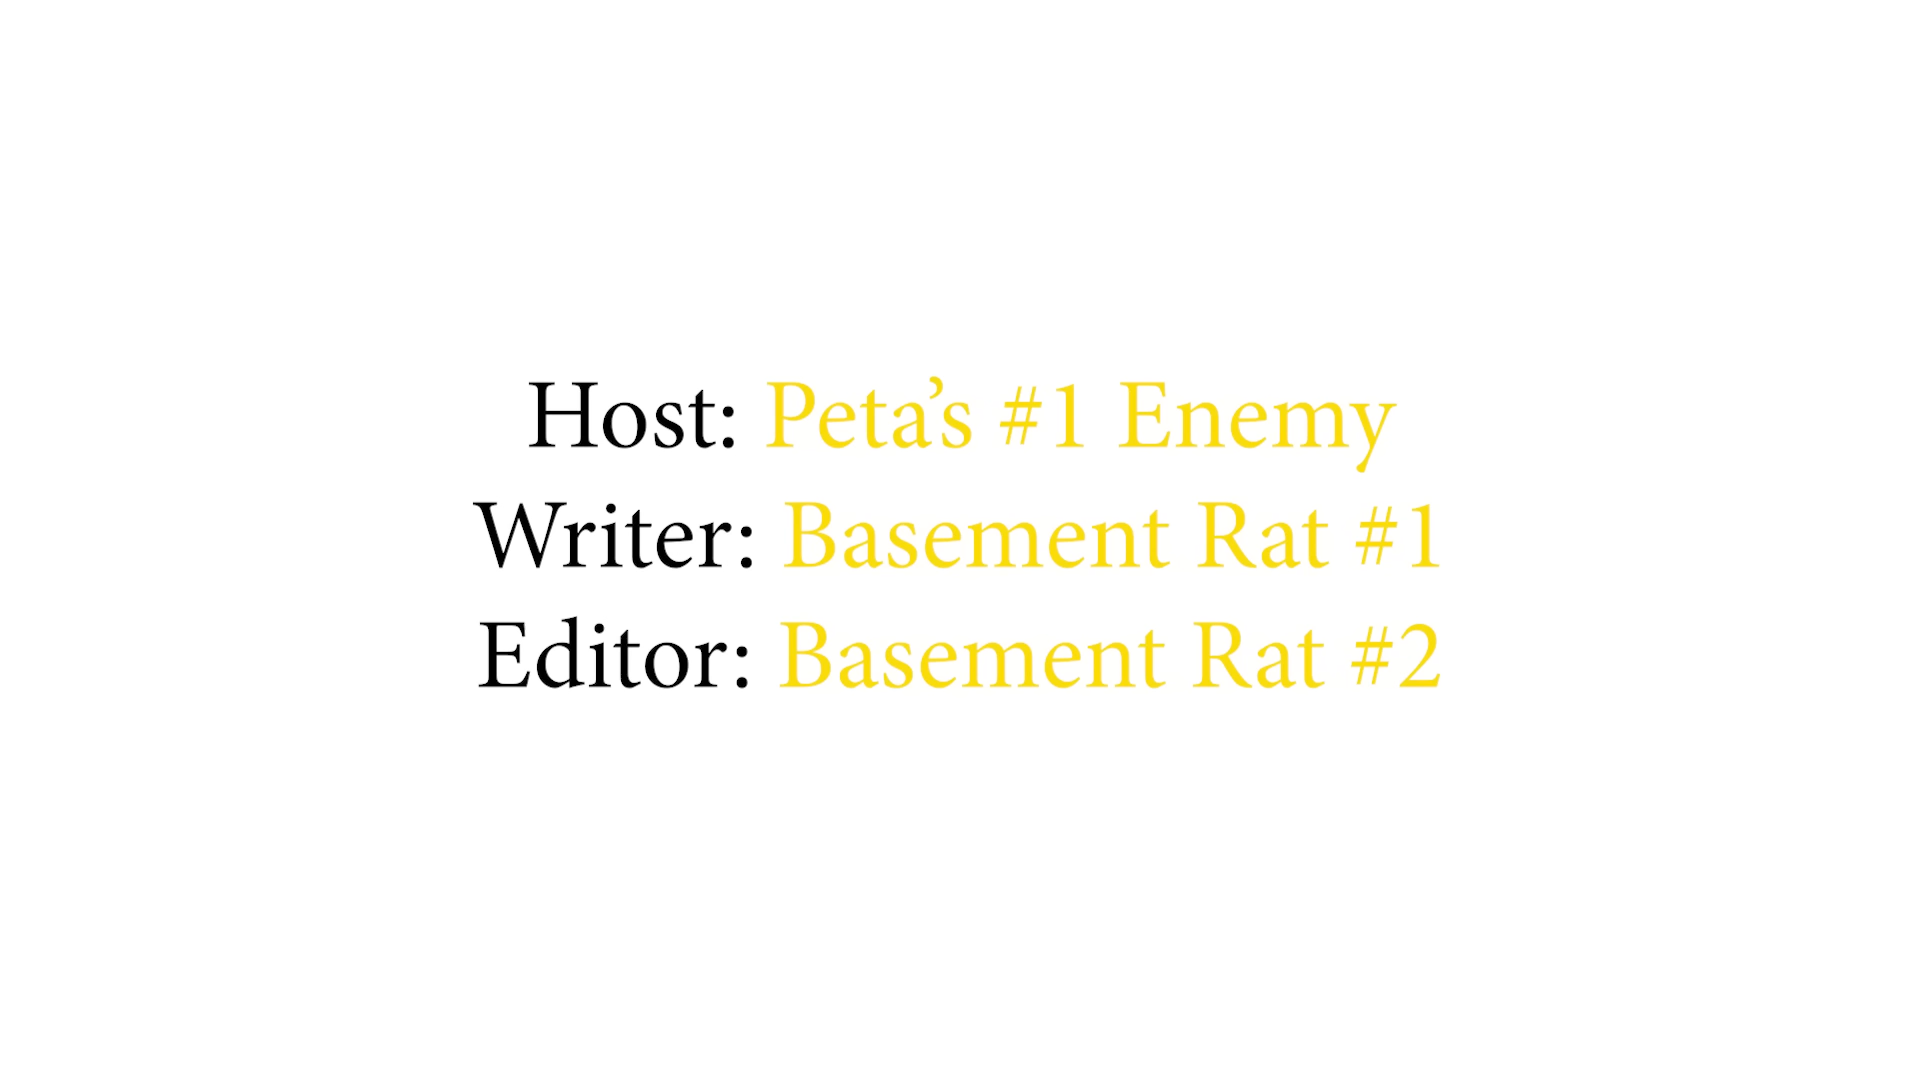 Host: Peta’s #1 Enemy
Writer: Basement Rat #1
Editor: Basement Rat #2